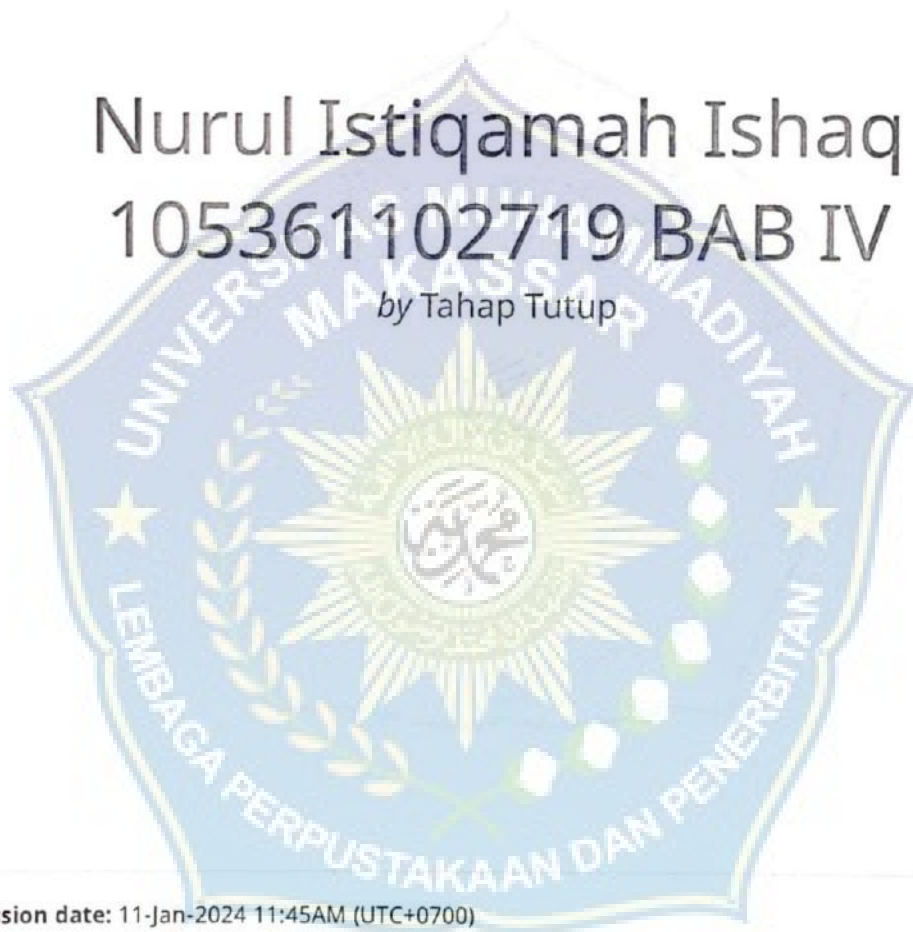 Nurul Istiqamah Ishaq
105361102719 BAB IV
by Tahap Tutup
UNIVERSITAS MUHAMMADIYAH
MAKASSAR
محمدية
LEMBAGA PERPUSTAKAAN DAN PENERBITAN
sion date: 11-Jan-2024 11:45AM (UTC+0700)